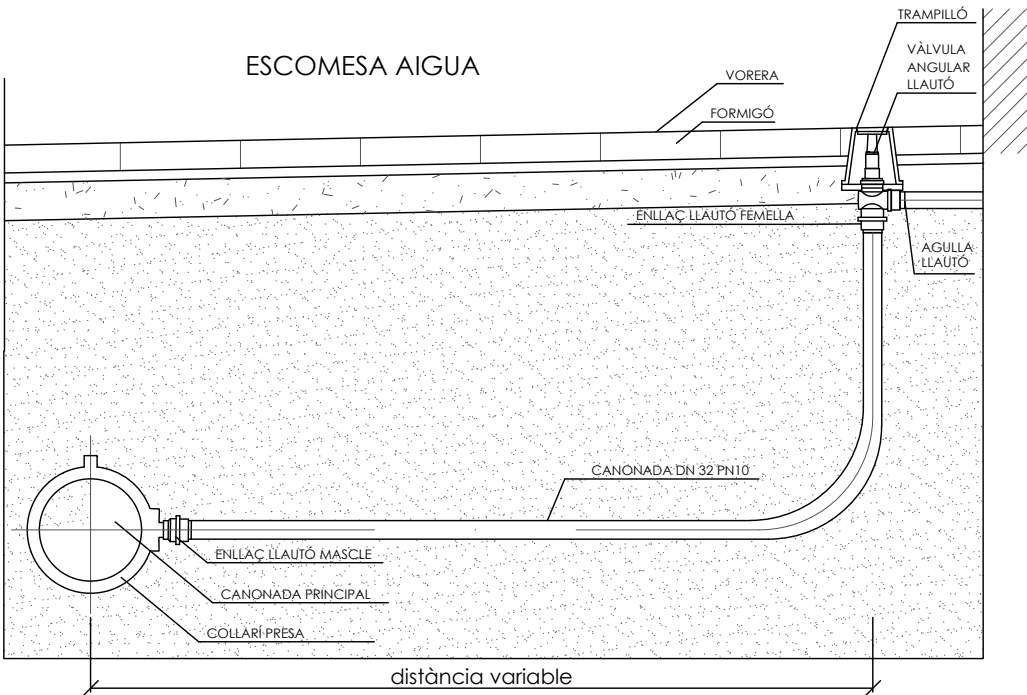 TRAMPILLÓ
ESCOMESA AIGUA
VÀLVULA
ANGULAR
LLAUTÓ
VORERA
FORMIGÓ
ENLLAÇ LLAUTÓ FEMELLA
AGULLA
LLAUTÓ
CANONADA DN 32 PN10
ENLLAÇ LLAUTÓ MASCLE
CANONADA PRINCIPAL
COLLARÍ PRESA
distància variable